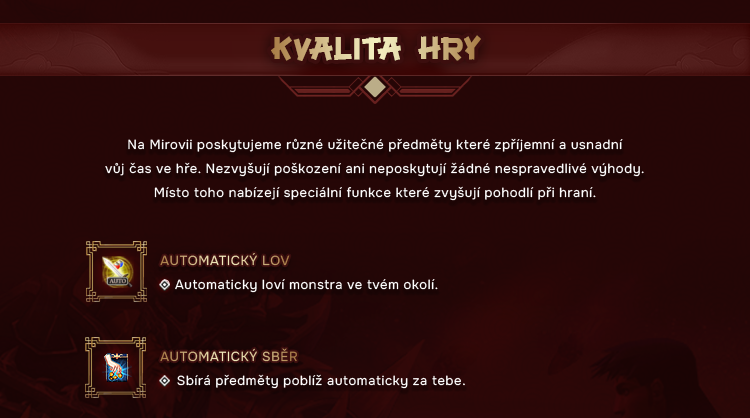 KVALITA HRY
Na Mirovii poskytujeme různé užitečné předměty které zpříjemní a usnadní
vůj čas ve hře. Nezvyšují poškození ani neposkytují žádné nespravedlivé výhody.
Místo toho nabízejí speciální funkce které zvyšují pohodlí při hraní.
AUTOMATICKÝ LOV
Automaticky loví monstra ve tvém okolí.
AUTO
AUTOMATICKÝ SBĚR
Sbírá předměty poblíž automaticky za tebe.